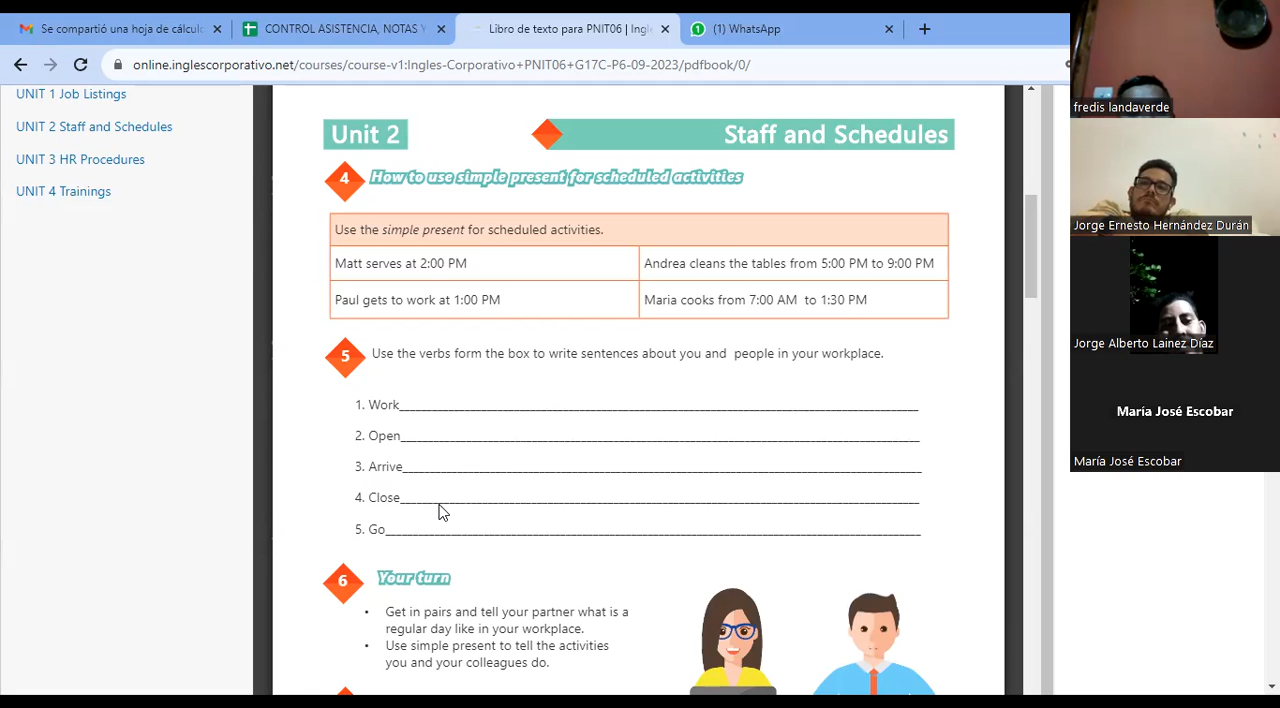 Se compartió una hoja de cálcul
CONTROL ASISTENCIA, NOTAS Y
Libro de texto para PNIT06 | Ingl
(1) WhatsApp
online.inglescorporativo.net/courses/course-v1:Ingles-Corporativo+PNIT06+G17C-P6-09-2023/pdfbook/0/
UNIT 1 Job Listings
UNIT 2 Staff and Schedules
UNIT 3 HR Procedures
UNIT 4 Trainings
Unit 2
Staff and Schedules
4 How to use simple present for scheduled activities
Use the simple present for scheduled activities.
Matt serves at 2:00 PM
Andrea cleans the tables from 5:00 PM to 9:00 PM
Paul gets to work at 1:00 PM
Maria cooks from 7:00 AM to 1:30 PM
5 Use the verbs form the box to write sentences about you and people in your workplace.
1. Work
2. Open
3. Arrive
4. Close
5. Go
6 Your turn
• Get in pairs and tell your partner what is a
regular day like in your workplace.
• Use simple present to tell the activities
you and your colleagues do.
fredis landaverde
Jorge Ernesto Hernández Durán
Jorge Alberto Lainez Díaz
María José Escobar
María José Escobar